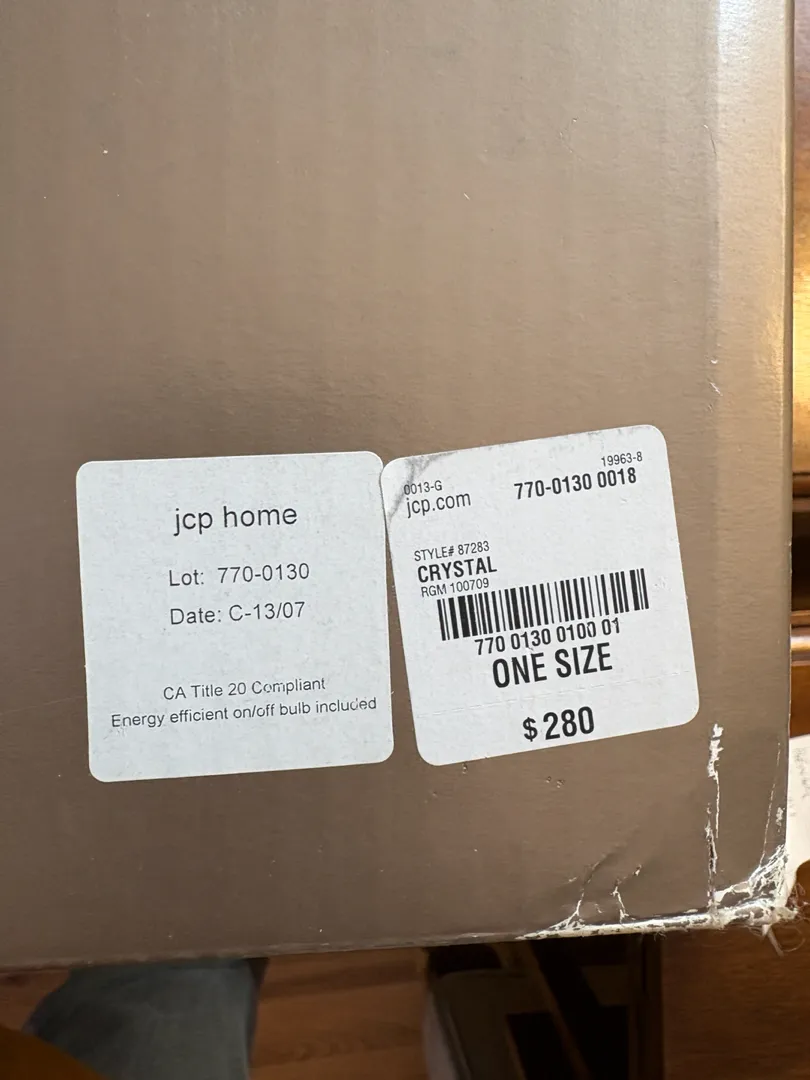 jcp home
Lot: 770-0130
Date: C-13/07
CA Title 20 Compliant
Energy efficient on/off bulb included
19963-8
0013-G
770-0130 0018
jcp.com
STYLE# 87283
CRYSTAL
RGM 100709
770 0130 0100 01
ONE SIZE
$280